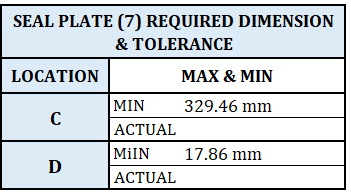 SEAL PLATE (7) REQUIRED DIMENSION
& TOLERANCE
LOCATION MAX & MIN
C
MIN 329.46 mm
ACTUAL
D
MiIN 17.86 mm
ACTUAL